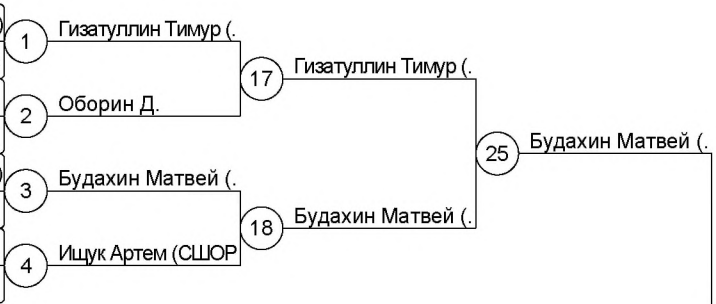 1 Гизатуллин Тимур (.
17 Гизатуллин Тимур (.
2 Оборин Д.
25 Будахин Матвей (.
3 Будахин Матвей (.
18 Будахин Матвей (.
4 Ищук Артем (СШОР